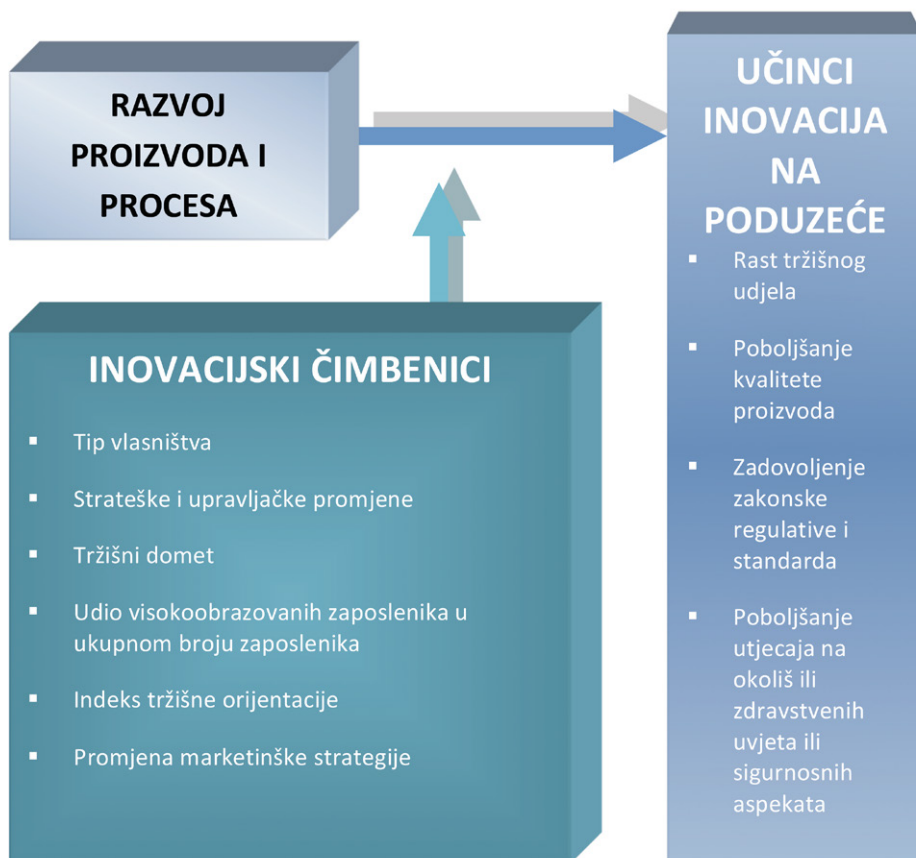 RAZVOJ
PROIZVODA I
PROCESA
UČINCI
INOVACIJA
NA
PODUZEĆE
▪ Rast tržišnog
udjela
▪ Poboljšanje
kvalitete
proizvoda
▪ Zadovoljenje
zakonske
regulative i
standarda
▪ Poboljšanje
utjecaja na
okoliš ili
zdravstvenih
uvjeta ili
sigurnosnih
aspekata
INOVACIJSKI ČIMBENICI
▪ Tip vlasništva
▪ Strateške i upravljačke promjene
▪ Tržišni domet
▪ Udio visokoobrazovanih zaposlenika u
ukupnom broju zaposlenika
▪ Indeks tržišne orijentacije
▪ Promjena marketinške strategije